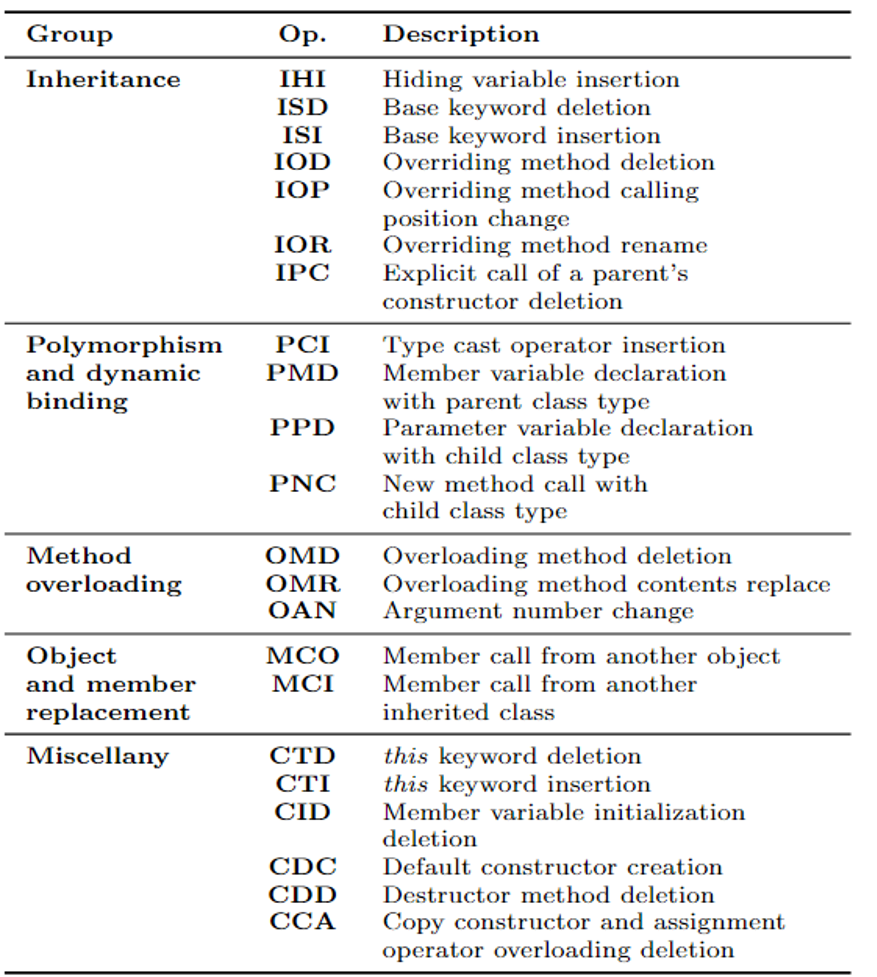 Group Op. Description
Inheritance IHI Hiding variable insertion
ISD Base keyword deletion
ISI Base keyword insertion
IOD Overriding method deletion
IOP Overriding method calling
position change
IOR Overriding method rename
IPC Explicit call of a parent's
constructor deletion
Polymorphism PCI Type cast operator insertion
and dynamic PMD Member variable declaration
binding with parent class type
PPD Parameter variable declaration
with child class type
PNC New method call with
child class type
Method OMD Overloading method deletion
overloading OMR Overloading method contents replace
OAN Argument number change
Object MCO Member call from another object
and member MCI Member call from another
replacement inherited class
Miscellany CTD this keyword deletion
CTI this keyword insertion
CID Member variable initialization
deletion
CDC Default constructor creation
CDD Destructor method deletion
CCA Copy constructor and assignment
operator overloading deletion